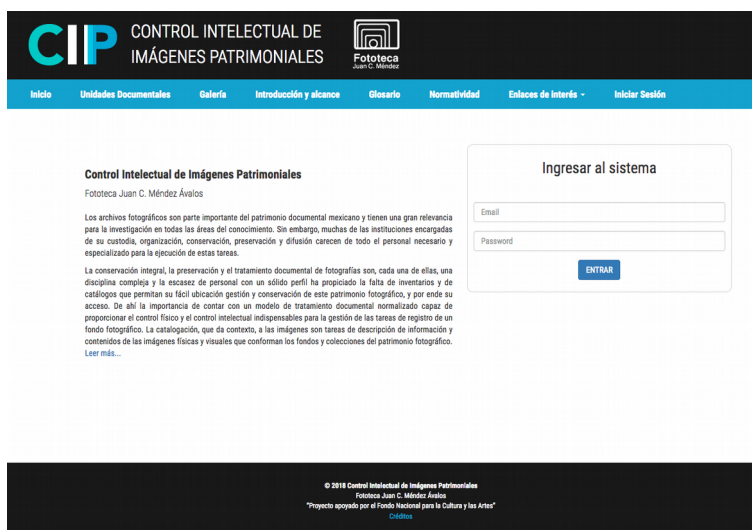 CIP
CONTROL INTELECTUAL DE
IMÁGENES PATRIMONIALES
Fototeca
Juan C. Méndez
Inicio Unidades Documentales Galería Introducción y alcance Glosario Normatividad Enlaces de interés Iniciar Sesión
Control Intelectual de Imágenes Patrimoniales
Fototeca Juan C. Méndez Ávalos
Los archivos fotográficos son parte importante del patrimonio documental mexicano y tienen una gran relevancia
para la investigación en todas las áreas del conocimiento. Sin embargo, muchas de las instituciones encargadas
de su custodia, organización, conservación, preservación y difusión carecen de todo el personal necesario y
especializado para la ejecución de estas tareas.
La conservación integral, la preservación y el tratamiento documental de fotografías son, cada una de ellas, una
disciplina compleja y la escasez de personal con un sólido perfil ha propiciado la falta de inventarios y de
catálogos que permitan su fácil ubicación gestión y conservación de este patrimonio fotográfico, y por ende su
acceso. De ahí la importancia de contar con un modelo de tratamiento documental normalizado capaz de
proporcionar el control físico y el control intelectual indispensables para la gestión de las tareas de registro de un
fondo fotográfico. La catalogación, que da contexto, a las imágenes son tareas de descripción de información y
contenidos de las imágenes físicas y visuales que conforman los fondos y colecciones del patrimonio fotográfico.
Leer más...
Ingresar al sistema
Email
Password
ENTRAR
© 2018 Control Intelectual de Imágenes Patrimoniales
Fototeca Juan C. Méndez Ávalos
"Proyecto apoyado por el Fondo Nacional para la Cultura y las Artes"
Créditos